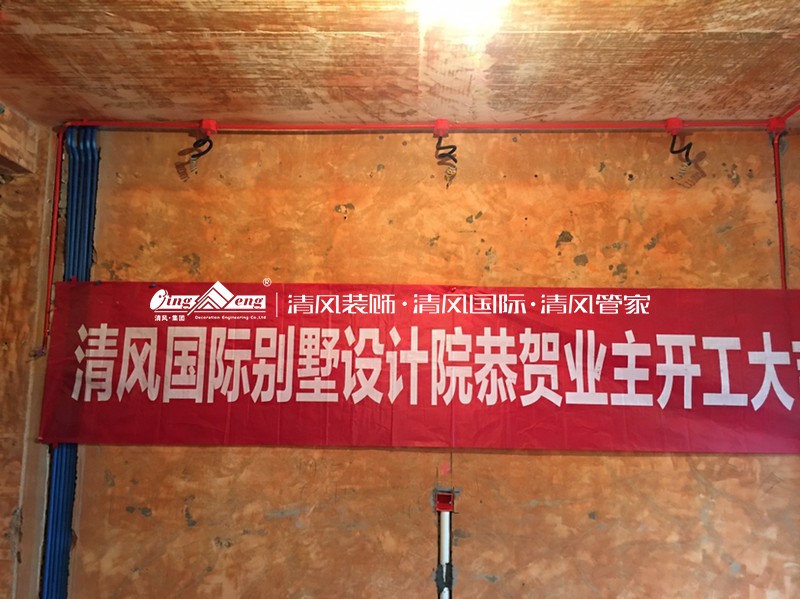 Qing Feng ® 清风装饰·清风国际·清风管家
清风·集团 Decoration Engineering Co.,Ltd
清风国际别墅设计院恭贺业主开工大